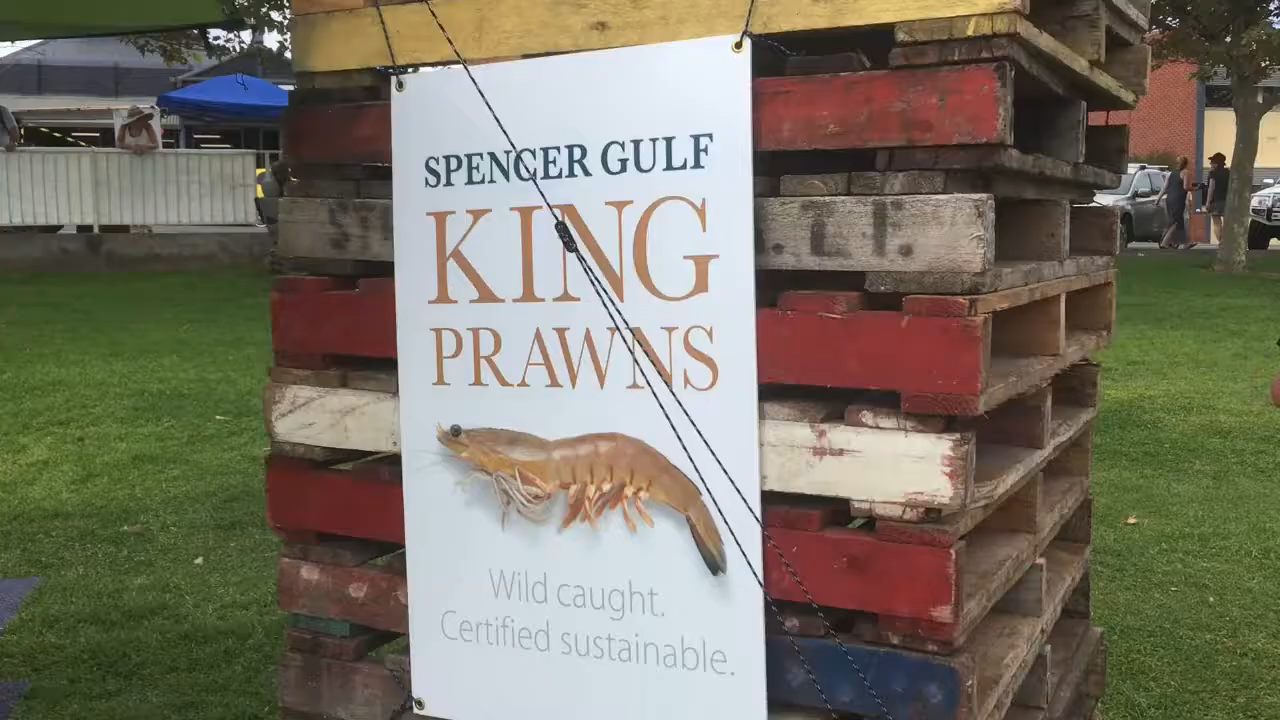 SPENCER GULF
KING
PRAWNS
Wild caught.
Certified sustainable.